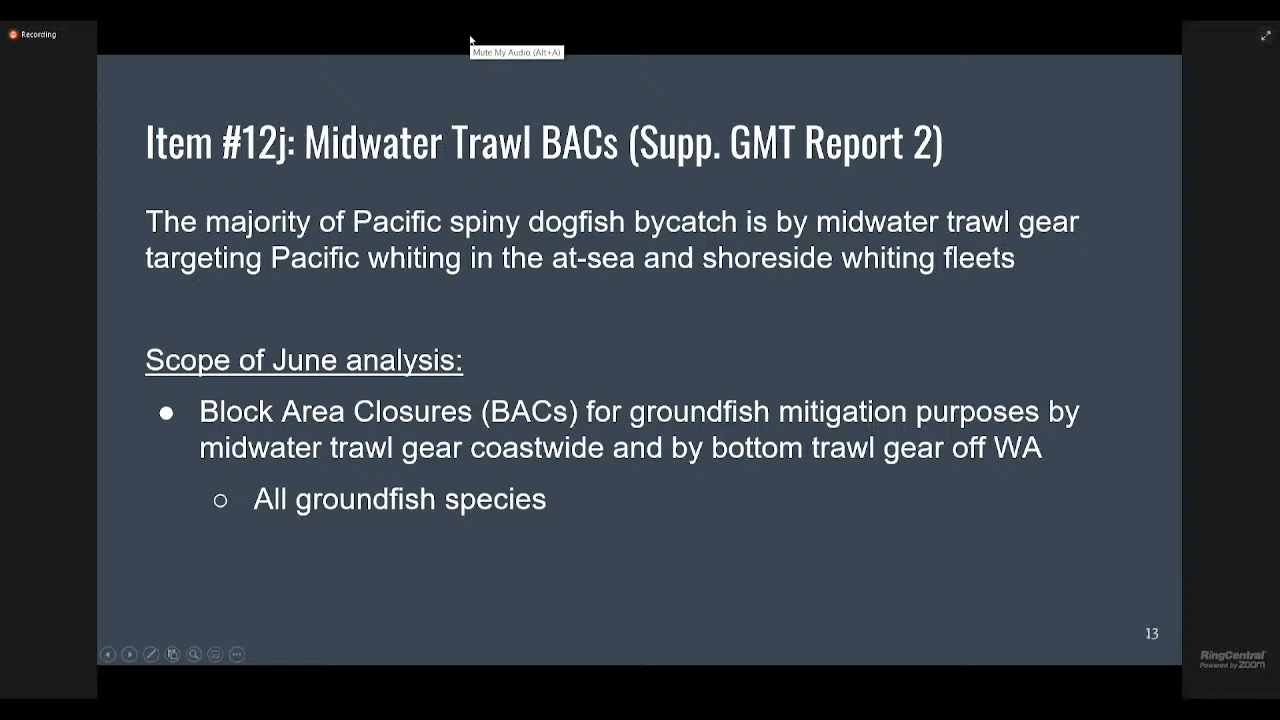 Recording
Mute My Audio (Alt+A)
Item #12j: Midwater Trawl BACs (Supp. GMT Report 2)
The majority of Pacific spiny dogfish bycatch is by midwater trawl gear
targeting Pacific whiting in the at-sea and shoreside whiting fleets
Scope of June analysis:
● Block Area Closures (BACs) for groundfish mitigation purposes by
midwater trawl gear coastwide and by bottom trawl gear off WA
○ All groundfish species
13
RingCentral
Powered by zoom